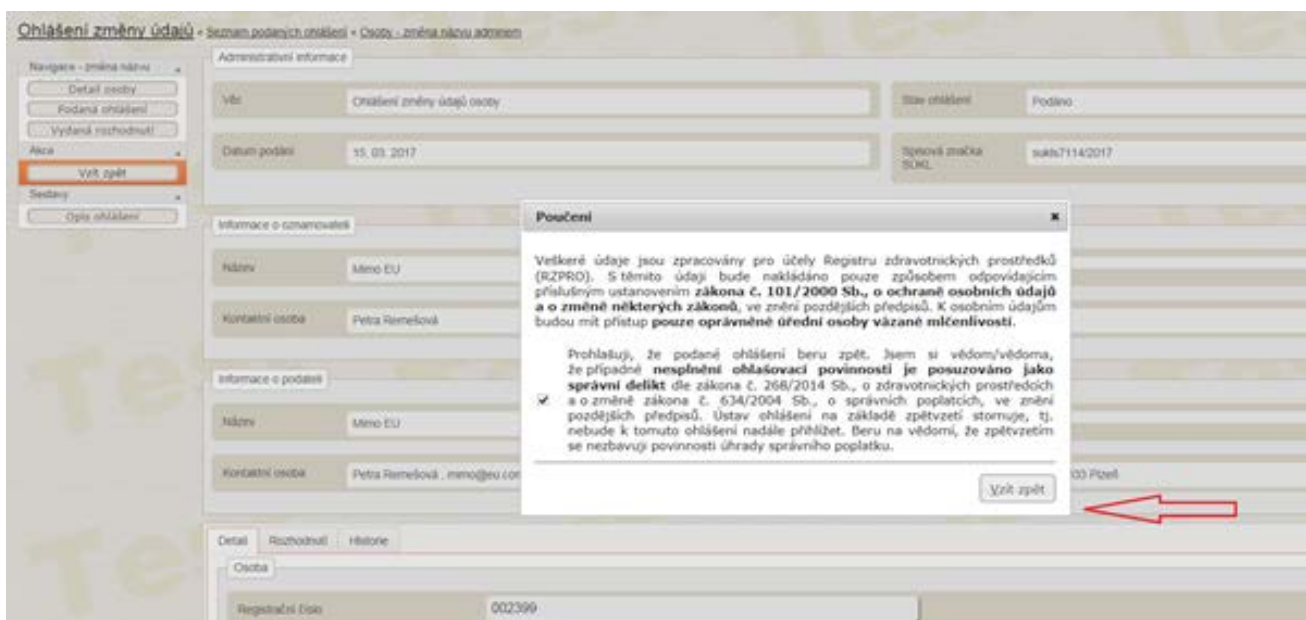 Ohlášení změny údajů « Seznam podaných ohlášení « Osoby - změna názvu adminem
Navigace - změna názvu
Detail osoby
Podaná ohlášení
Vydaná rozhodnutí
Akce
Vzít zpět
Sestavy
Opis ohlášení
Administrativní informace
Věc
Ohlášení změny údajů osoby
Stav ohlášení
Podáno
Datum podání
15. 03. 2017
Spisová značka
SÚKL
sukls7114/2017
Informace o oznamovateli
Název
Mimo EU
Kontaktní osoba
Petra Remešová
Informace o podateli
Název
Mimo EU
Kontaktní osoba
Petra Remešová , mimo@eu.com
Plzeň
Poučení
Veškeré údaje jsou zpracovány pro účely Registru zdravotnických prostředků
(RZPRO). S těmito údaji bude nakládáno pouze způsobem odpovídajícím
příslušným ustanovením zákona č. 101/2000 Sb., o ochraně osobních údajů
a o změně některých zákonů, ve znění pozdějších předpisů. K osobním údajům
budou mít přístup pouze oprávněné úřední osoby vázané mlčenlivostí.
Prohlašuji, že podané ohlášení beru zpět. Jsem si vědom/vědoma,
že případné nesplnění ohlašovací povinnosti je posuzováno jako
správní delikt dle zákona č. 268/2014 Sb., o zdravotnických prostředcích
a o změně zákona č. 634/2004 Sb., o správních poplatcích, ve znění
pozdějších předpisů. Ústav ohlášení na základě zpětvzetí stornuje, tj.
nebude k tomuto ohlášení nadále přihlížet. Beru na vědomí, že zpětvzetím
se nezbavuji povinnosti úhrady správního poplatku.
Vzít zpět
Detail Rozhodnutí Historie
Osoba
Registrační číslo
002399